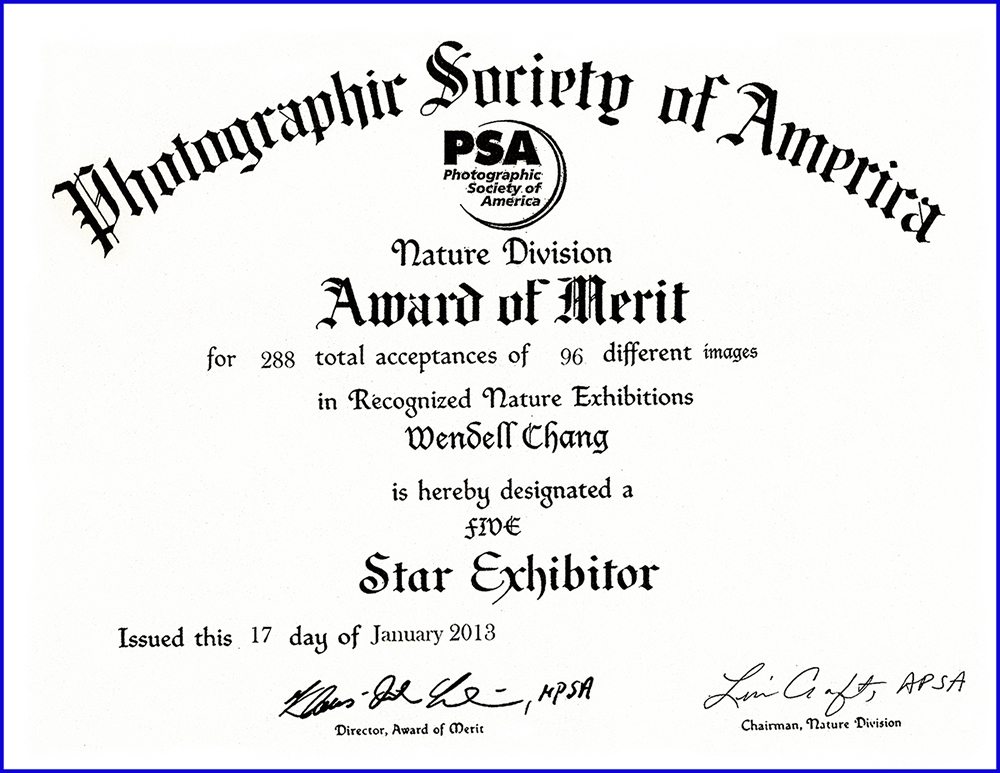 Photographic Society of America
PSA
Photographic
Society of
America
Nature Division
Award of Merit
for 288 total acceptances of 96 different images
in Recognized Nature Exhibitions
Wendell Chang
is hereby designated a
FIVE
Star Exhibitor
Issued this 17 day of January 2013
MPSA
APSA
Director, Award of Merit
Chairman, Nature Division